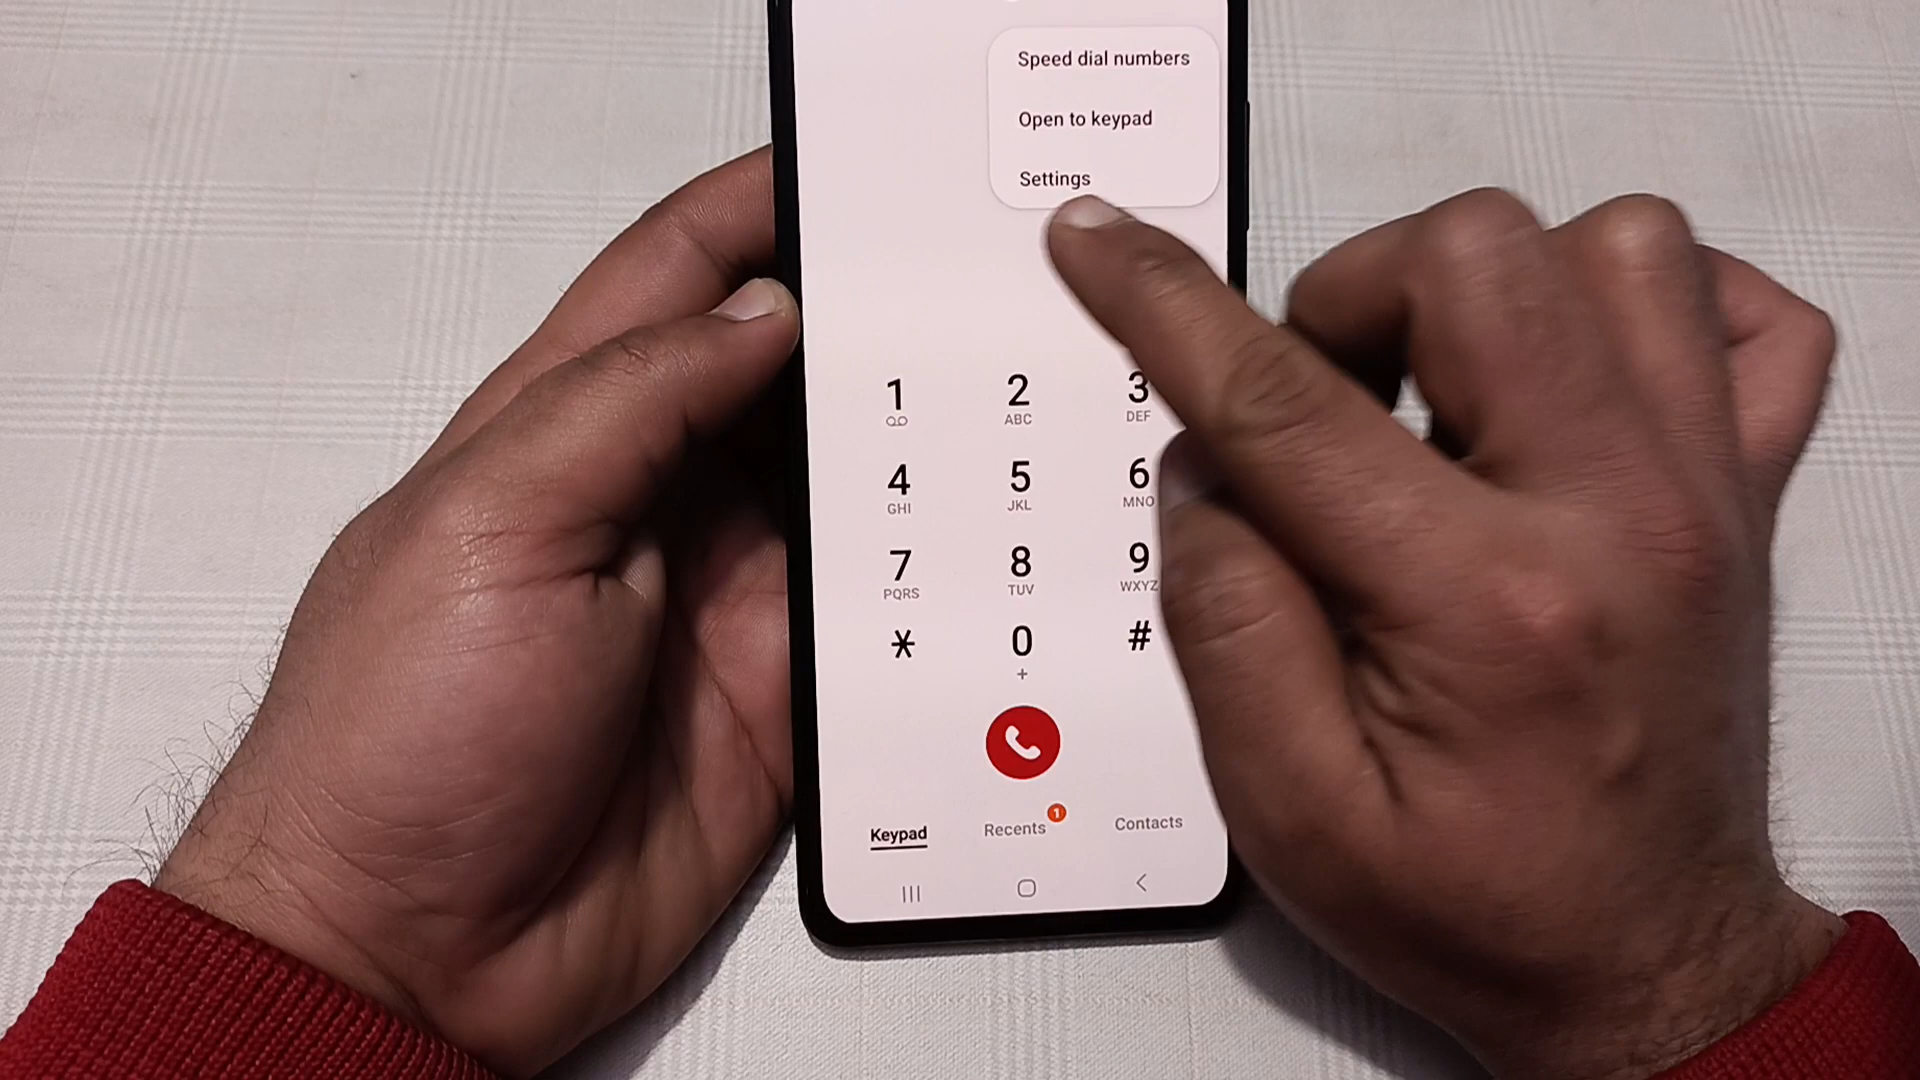 Speed dial numbers
Open to keypad
Settings
1 2 3
ABC DEF
4 5 6
GHI JKL MNO
7 8 9
PQRS TUV WXYZ
* 0 #
+
Keypad Recents 1 Contacts